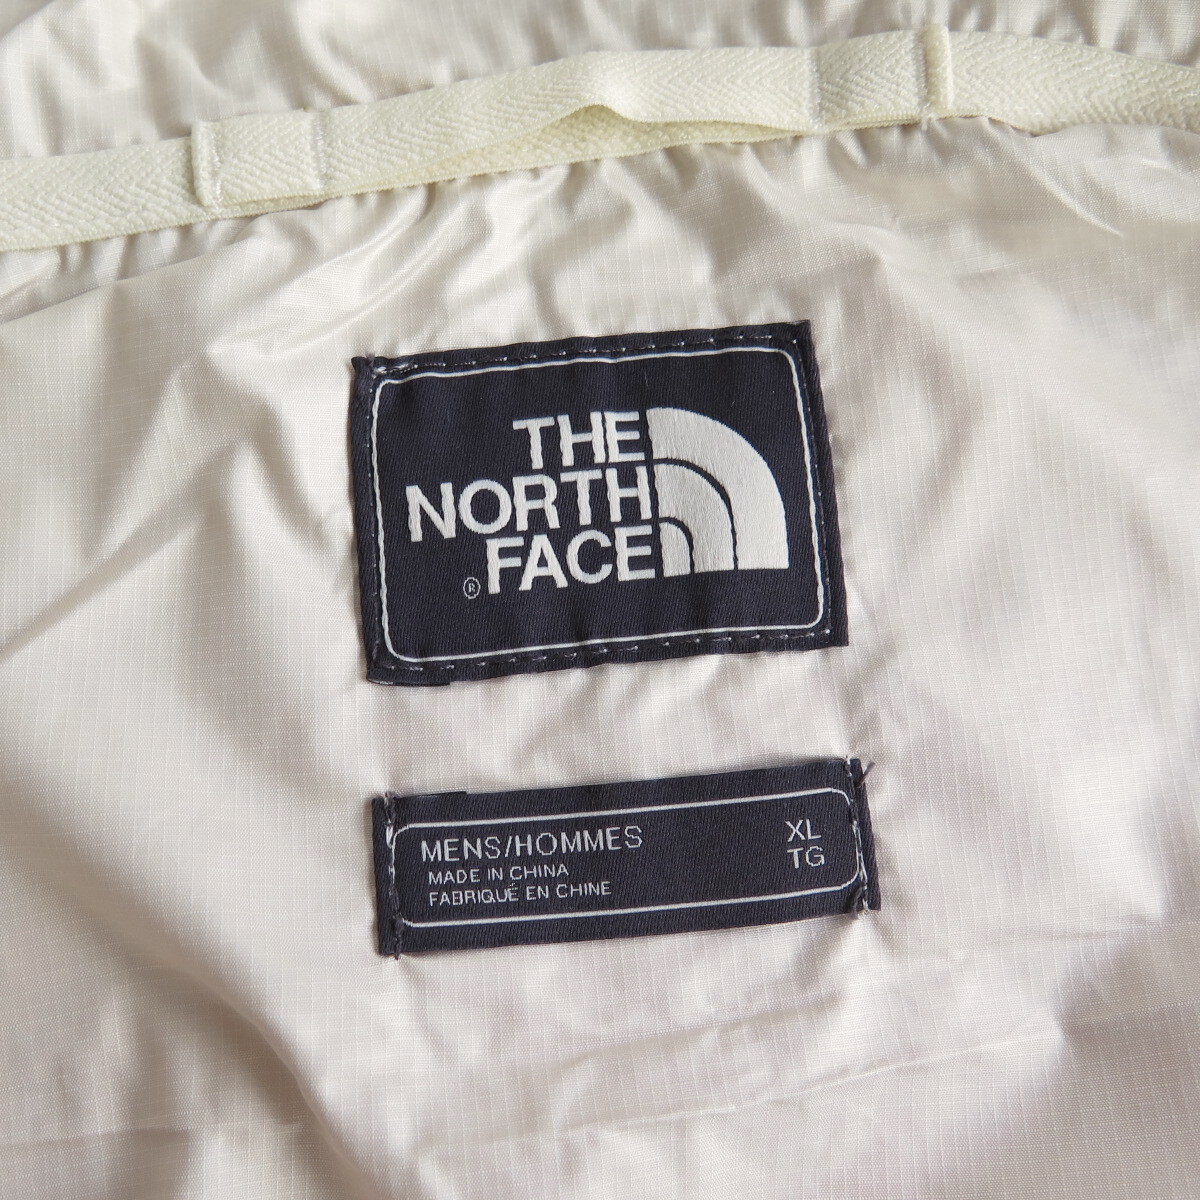 THE
NORTH
®FACE
MENS/HOMMES XL
MADE IN CHINA TG
FABRIQUÉ EN CHINE